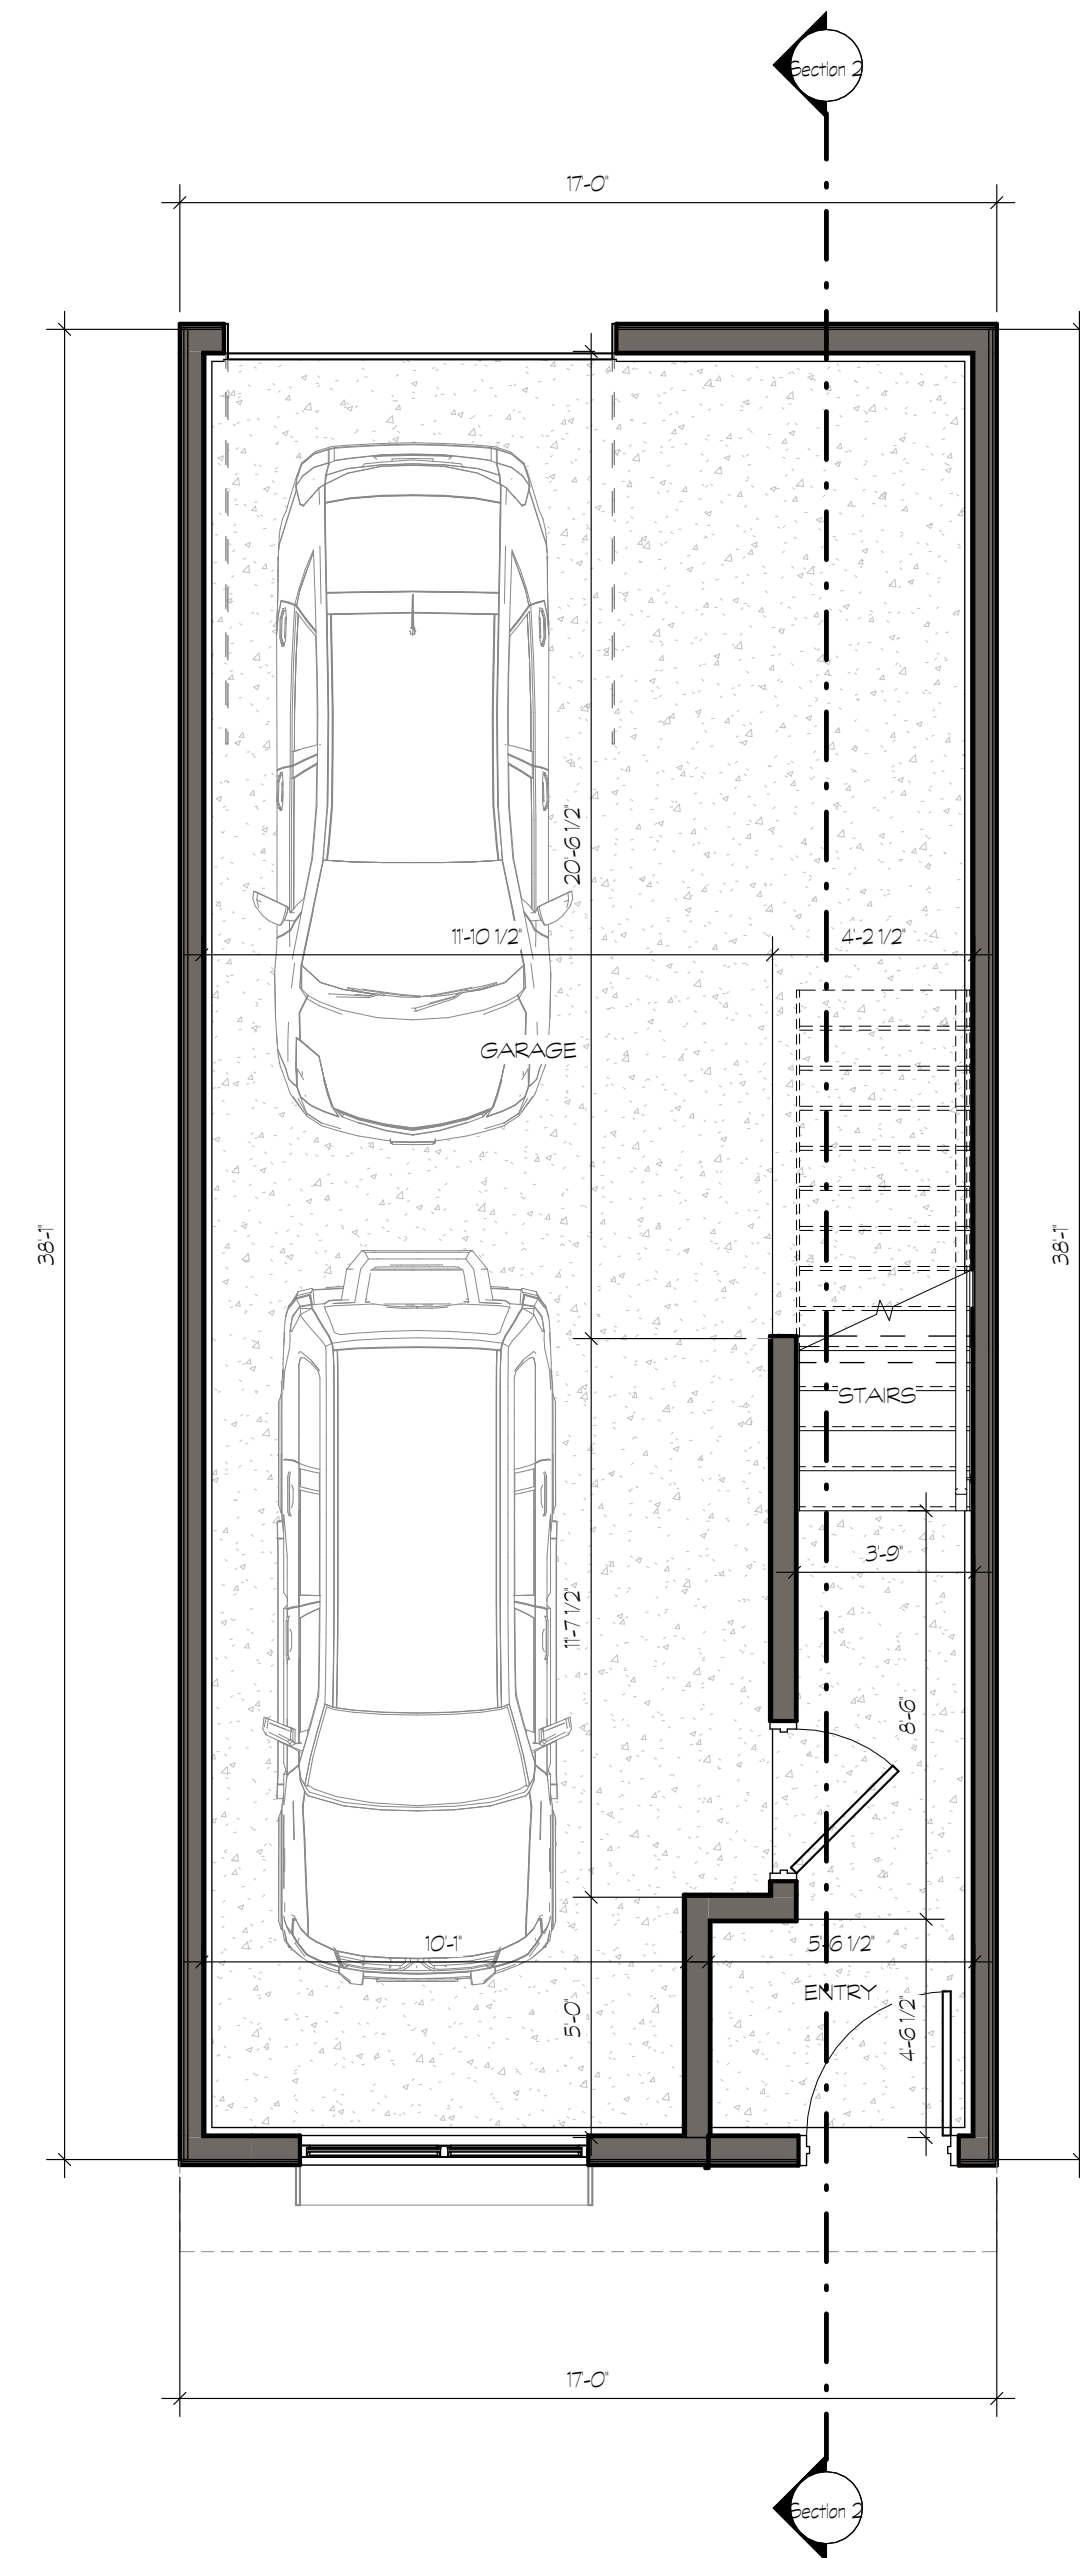 Section 2
17'-0"
20'-6 1/2"
11'-10 1/2"
4'-2 1/2"
GARAGE
38'-1"
38'-1"
STAIRS
3'-9"
11'-7 1/2"
8'-6"
10'-1"
5'-6 1/2"
ENTRY
5'-0"
4'-6 1/2"
17'-0"
Section 2